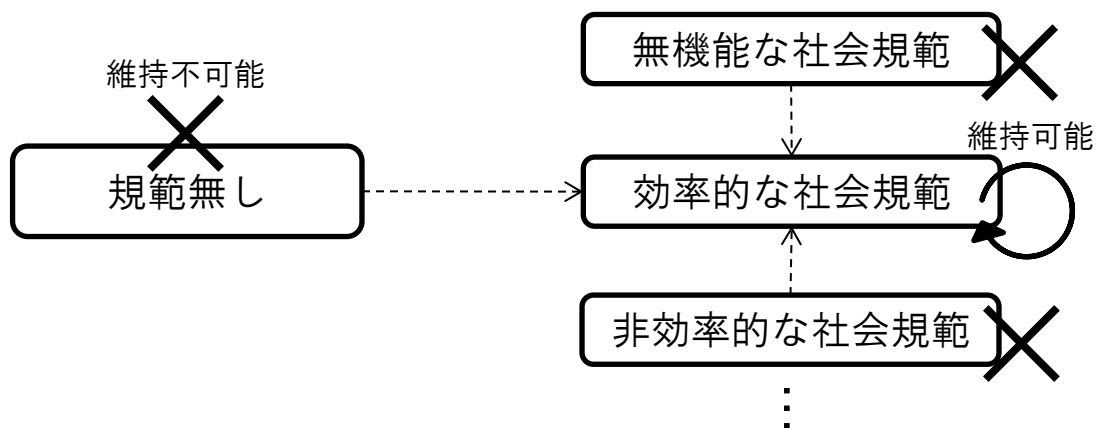 無機能な社会規範
維持不可能
維持可能
規範無し
効率的な社会規範
非効率的な社会規範
⋮